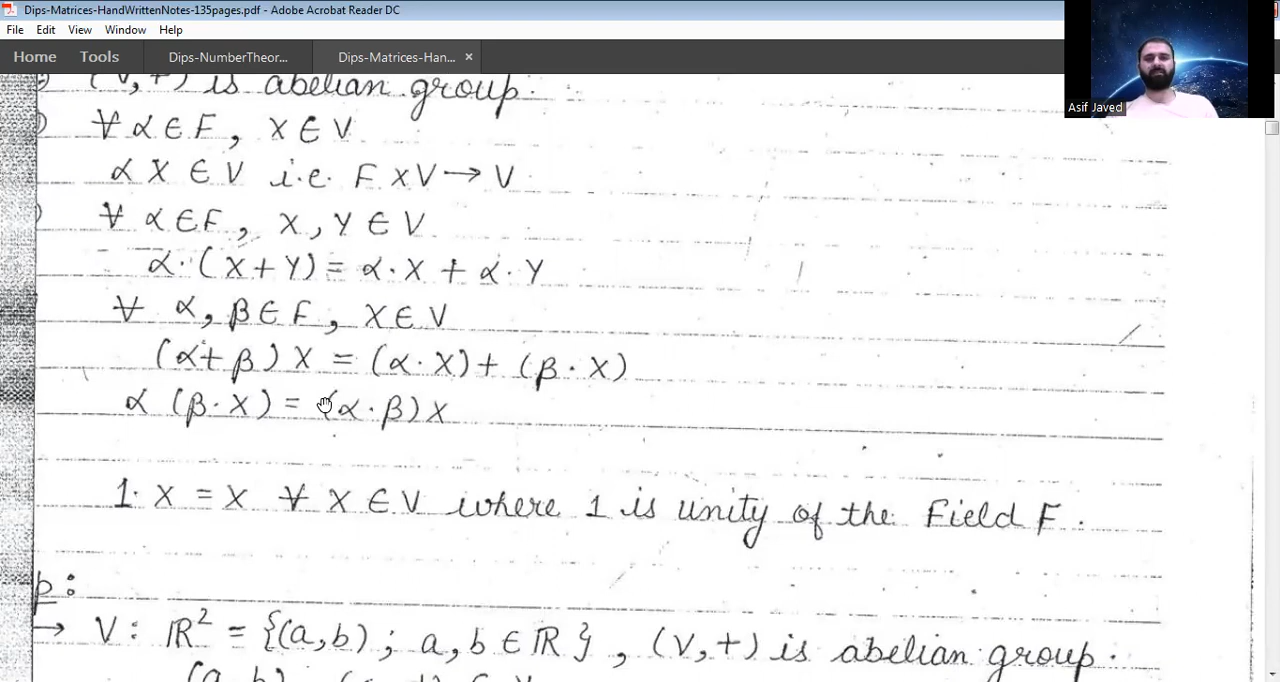 Dips-Matrices-HandWrittenNotes-135pages.pdf - Adobe Acrobat Reader DC
File Edit View Window Help
Home Tools Dips-NumberTheor... Dips-Matrices-Han... ×
Asif Javed
(V,+) is abelian group.
∀ α ∈ F, X ∈ V
α X ∈ V i.e. F x V → V
∀ α ∈ F, X, Y ∈ V
α · (X + Y) = α · X + α · Y
∀ α, β ∈ F, X ∈ V
(α + β) X = (α · X) + (β · X)
α (β · X) = (α · β) X
1 · X = X ∀ X ∈ V where 1 is unity of the Field F.
→ V : ℝ² = {(a,b) ; a, b ∈ ℝ}, (V,+) is abelian group.